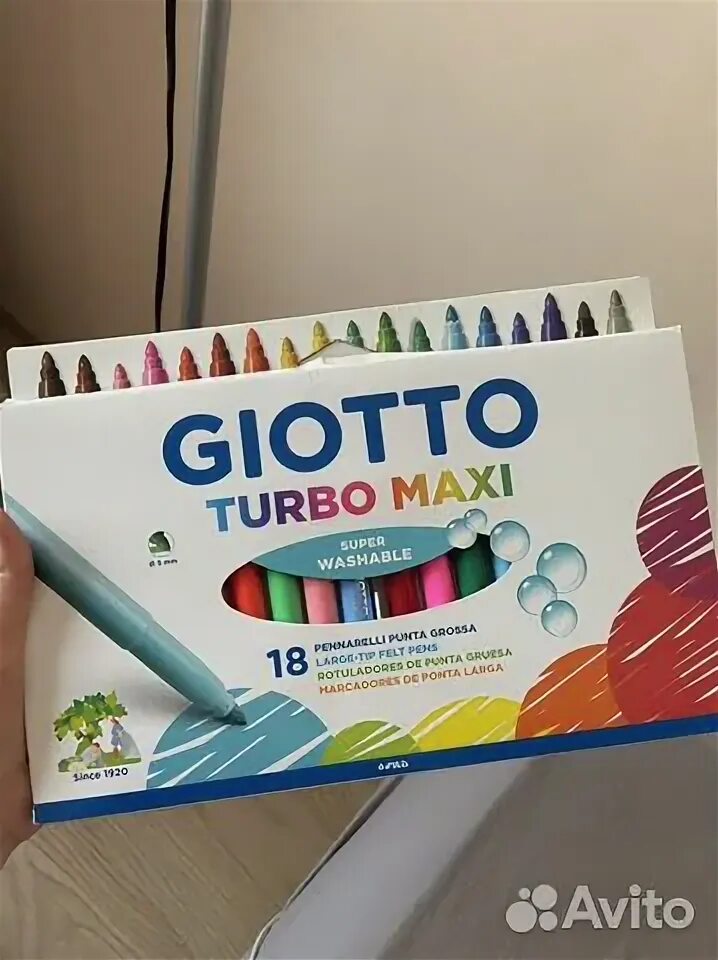 GIOTTO
TURBO MAXI
SUPER
WASHABLE
18
PENNARELLI PUNTA GROSSA
LARGE-TIP FELT PENS
ROTULADORES DE PUNTA GRUESA
MARCADORES DE PONTA LARGA
Since 1920
Avito